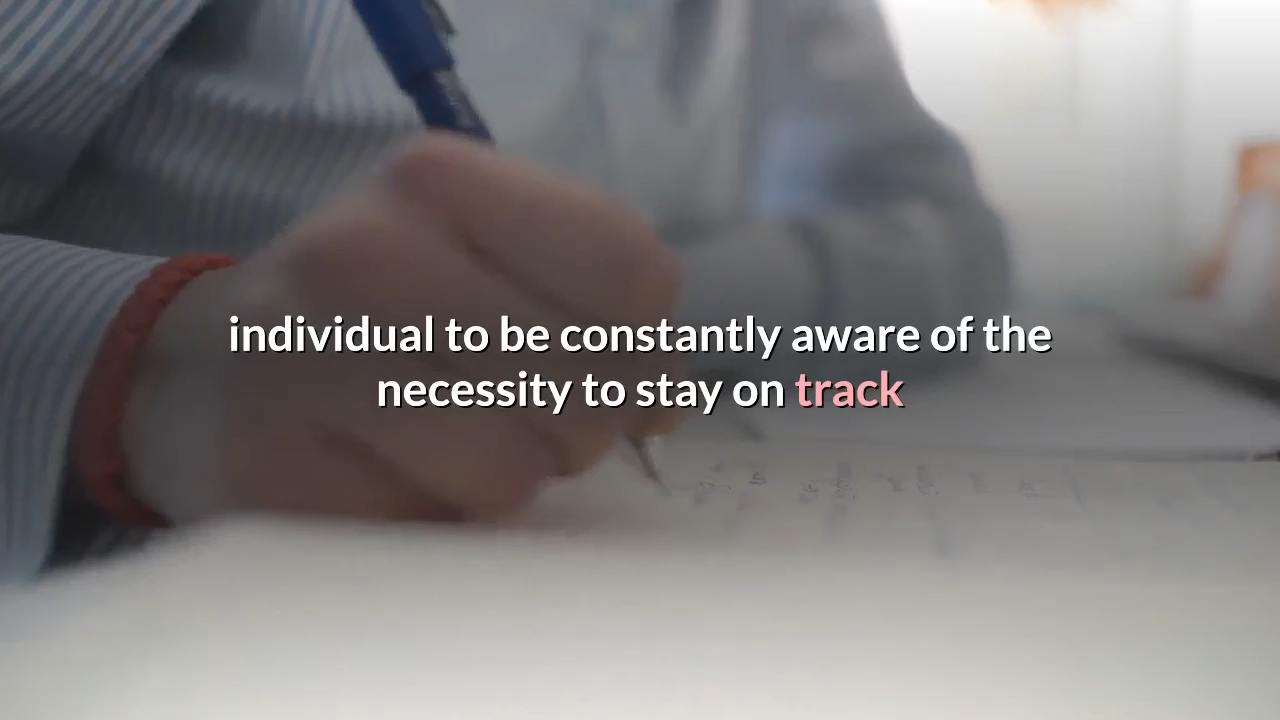 individual to be constantly aware of the
necessity to stay on track